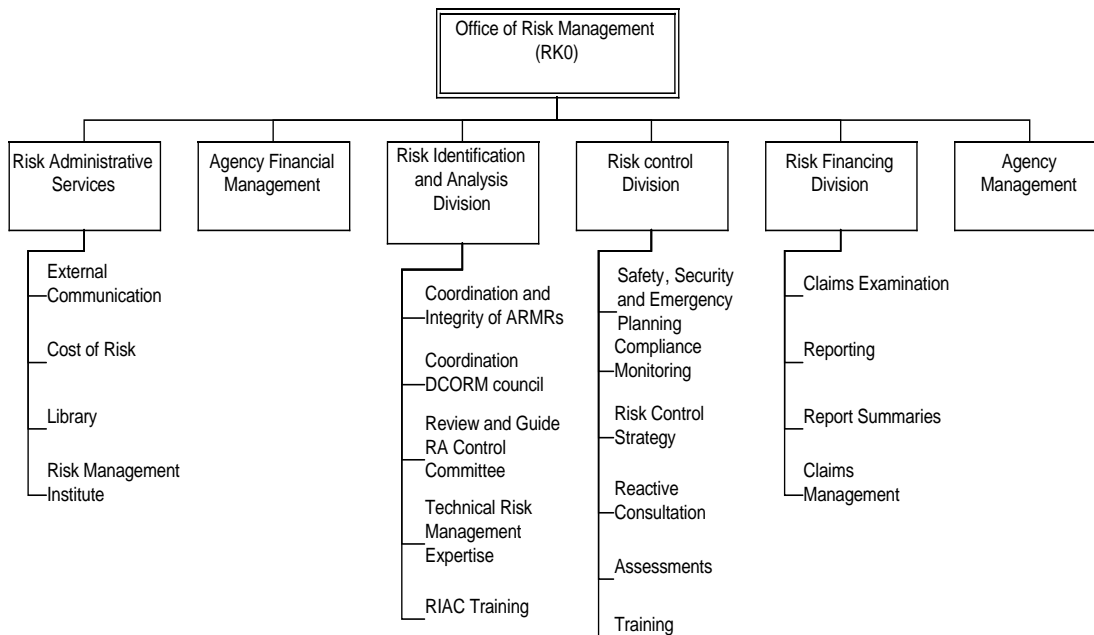 Office of Risk Management
(RK0)
Risk Administrative
Services
Agency Financial
Management
Risk Identification
and Analysis
Division
Risk control
Division
Risk Financing
Division
Agency
Management
External
Communication
Cost of Risk
Library
Risk Management
Institute
Coordination and
Integrity of ARMRs
Coordination
DCORM council
Review and Guide
RA Control
Committee
Technical Risk
Management
Expertise
RIAC Training
Safety, Security
and Emergency
Planning
Compliance
Monitoring
Risk Control
Strategy
Reactive
Consultation
Assessments
Training
Claims Examination
Reporting
Report Summaries
Claims
Management